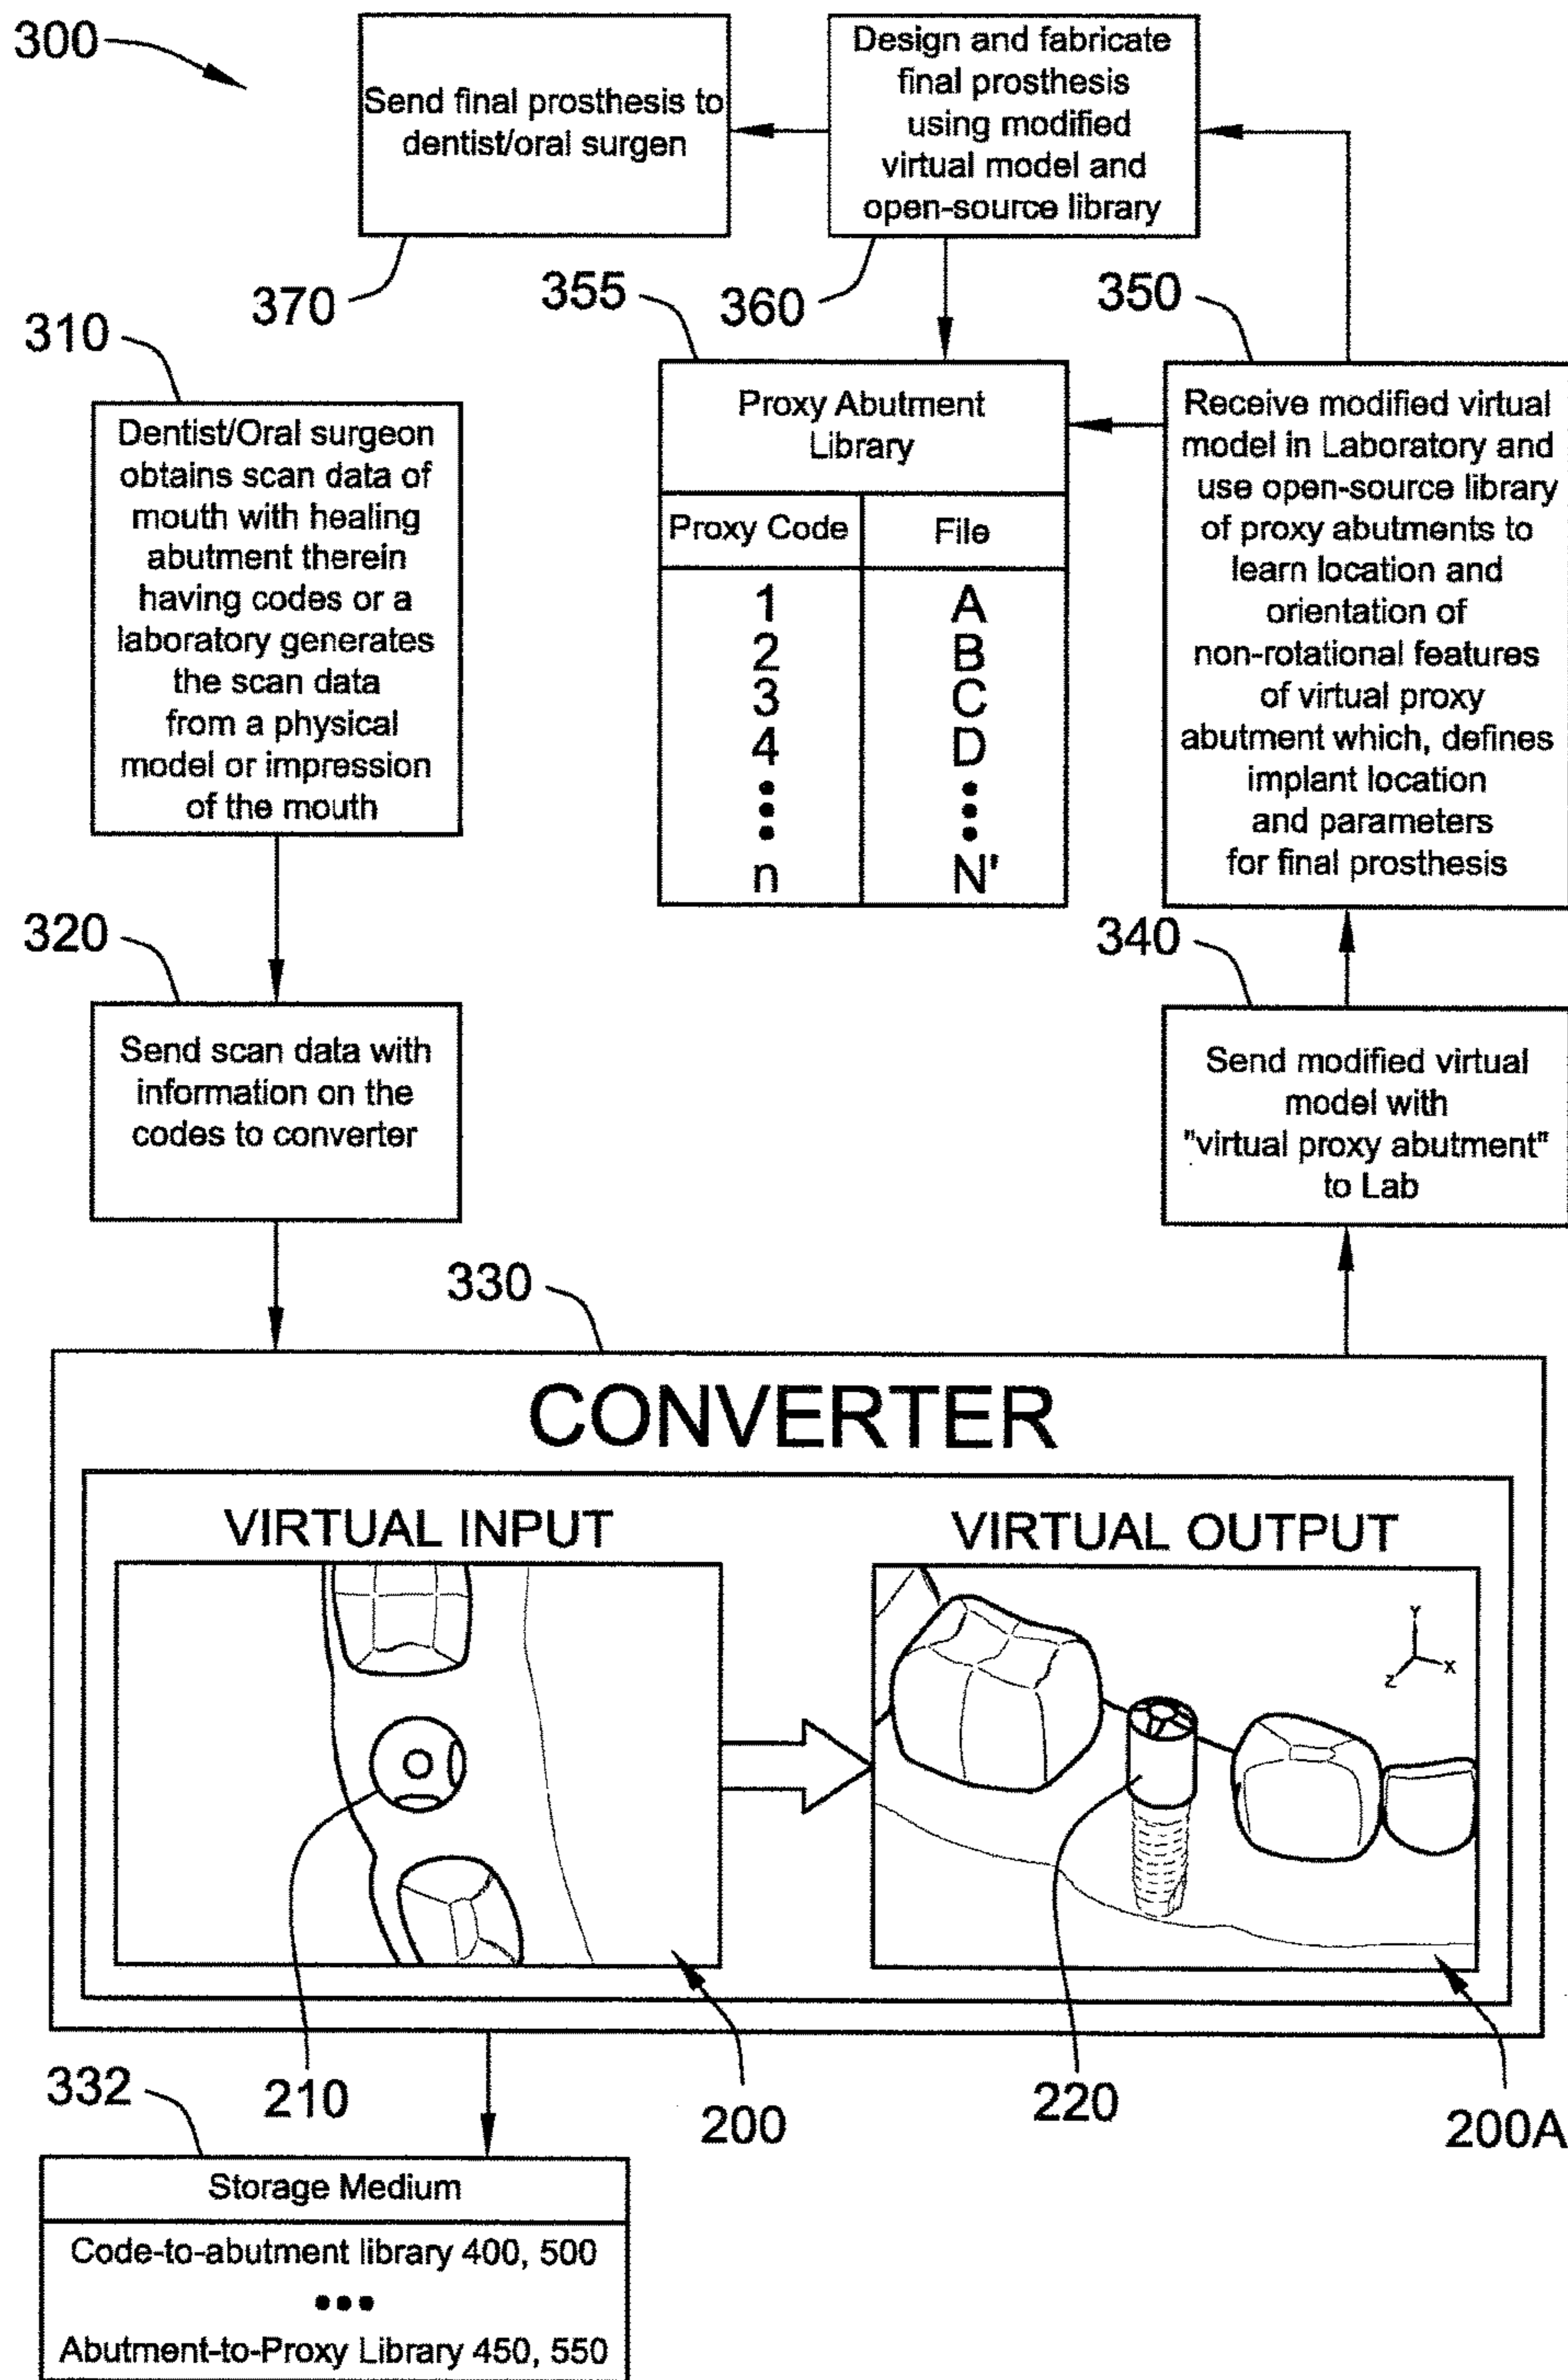 300
Send final prosthesis to
dentist/oral surgen
370
Design and fabricate
final prosthesis
using modified
virtual model and
open-source library
360
310
Dentist/Oral surgeon
obtains scan data of
mouth with healing
abutment therein
having codes or a
laboratory generates
the scan data
from a physical
model or impression
of the mouth
355
Proxy Abutment
Library
Proxy Code File
1 A
2 B
3 C
4 D
n N'
350
Receive modified virtual
model in Laboratory and
use open-source library
of proxy abutments to
learn location and
orientation of
non-rotational features
of virtual proxy
abutment which, defines
implant location
and parameters
for final prosthesis
320
Send scan data with
information on the
codes to converter
340
Send modified virtual
model with
"virtual proxy abutment"
to Lab
330
CONVERTER
VIRTUAL INPUT
VIRTUAL OUTPUT
Y
Z
X
210
200
220
200A
332
Storage Medium
Code-to-abutment library 400, 500
•••
Abutment-to-Proxy Library 450, 550